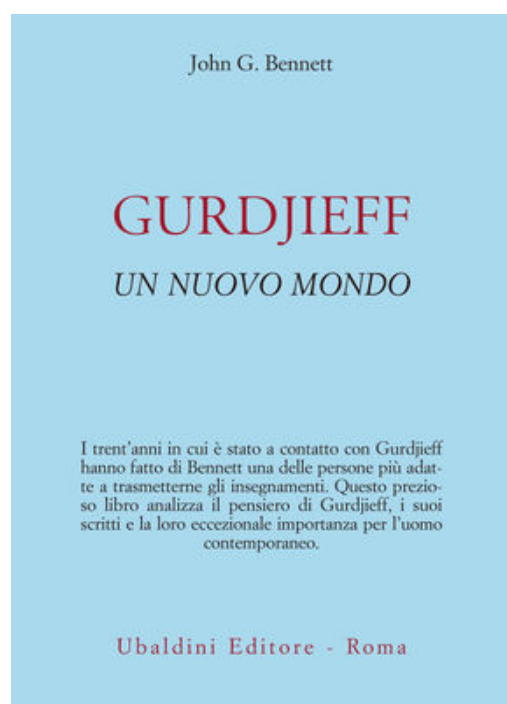 John G. Bennett
GURDJIEFF
UN NUOVO MONDO
I trent'anni in cui è stato a contatto con Gurdjieff
hanno fatto di Bennett una delle persone più adat-
te a trasmetterne gli insegnamenti. Questo prezio-
so libro analizza il pensiero di Gurdjieff, i suoi
scritti e la loro eccezionale importanza per l'uomo
contemporaneo.
Ubaldini Editore - Roma